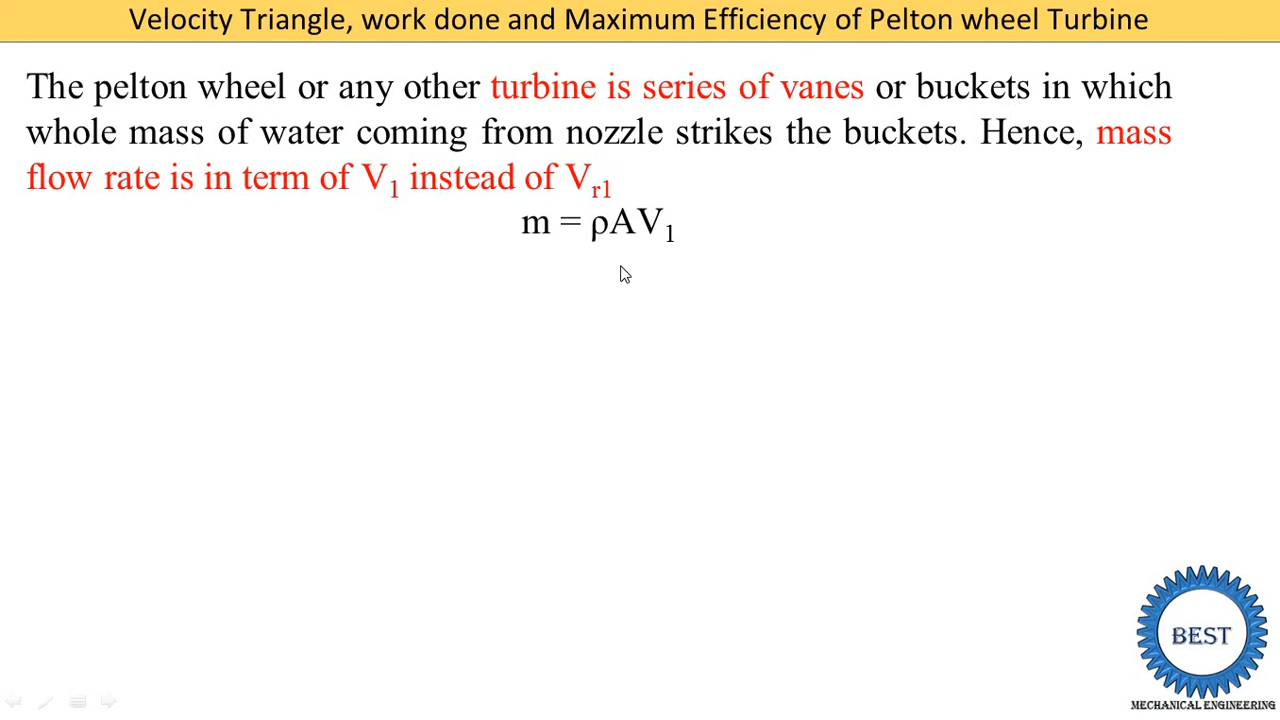 Velocity Triangle, work done and Maximum Efficiency of Pelton wheel Turbine
The pelton wheel or any other turbine is series of vanes or buckets in which
whole mass of water coming from nozzle strikes the buckets. Hence, mass
flow rate is in term of V₁ instead of Vᵣ₁
m = ρAV₁
BEST
MECHANICAL ENGINEERING